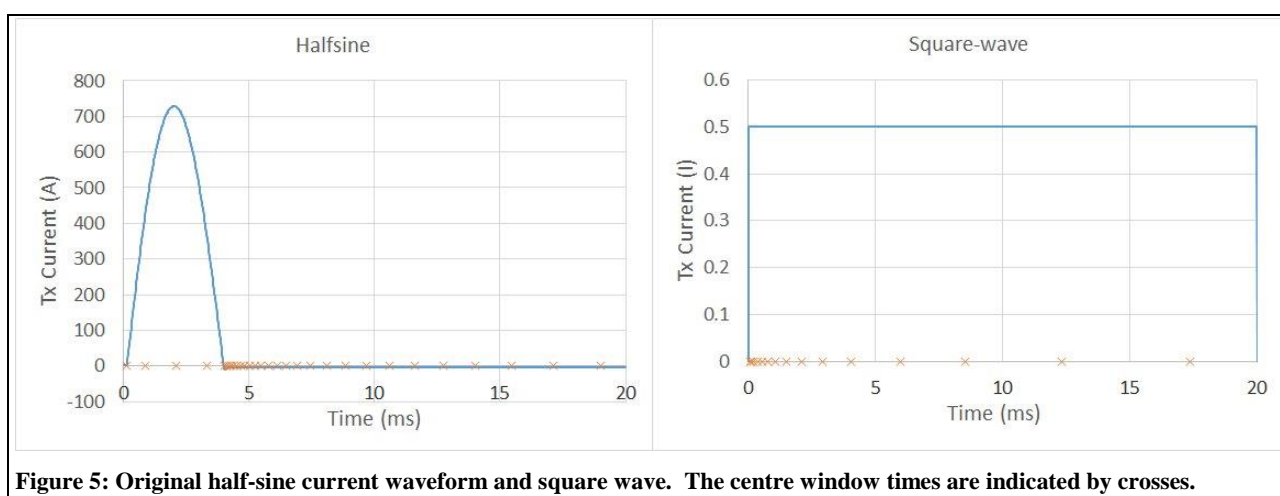 Halfsine
800
700
600
500
400
300
200
100
0
-100
Tx Current (A)
0 5 10 15 20
Time (ms)
Square-wave
0.6
0.5
0.4
0.3
0.2
0.1
0
Tx Current (I)
0 5 10 15 20
Time (ms)
Figure 5: Original half-sine current waveform and square wave.  The centre window times are indicated by crosses.